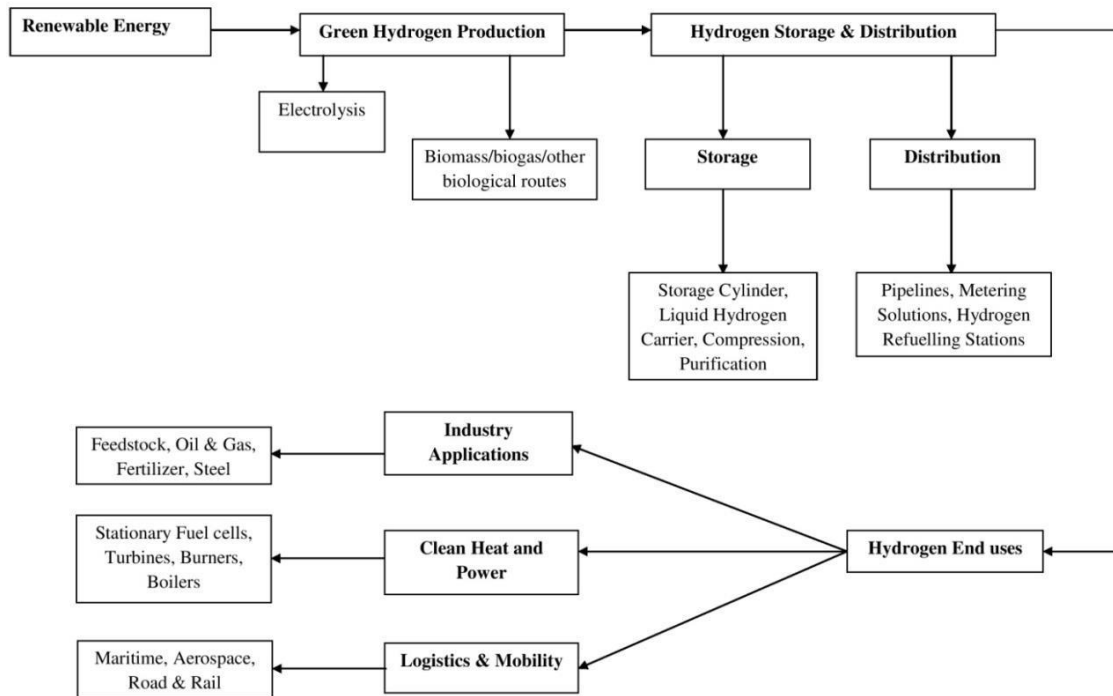 Renewable Energy
Green Hydrogen Production
Hydrogen Storage & Distribution
Electrolysis
Biomass/biogas/other
biological routes
Storage
Distribution
Storage Cylinder,
Liquid Hydrogen
Carrier, Compression,
Purification
Pipelines, Metering
Solutions, Hydrogen
Refuelling Stations
Industry
Applications
Feedstock, Oil & Gas,
Fertilizer, Steel
Stationary Fuel cells,
Turbines, Burners,
Boilers
Clean Heat and
Power
Hydrogen End uses
Maritime, Aerospace,
Road & Rail
Logistics & Mobility